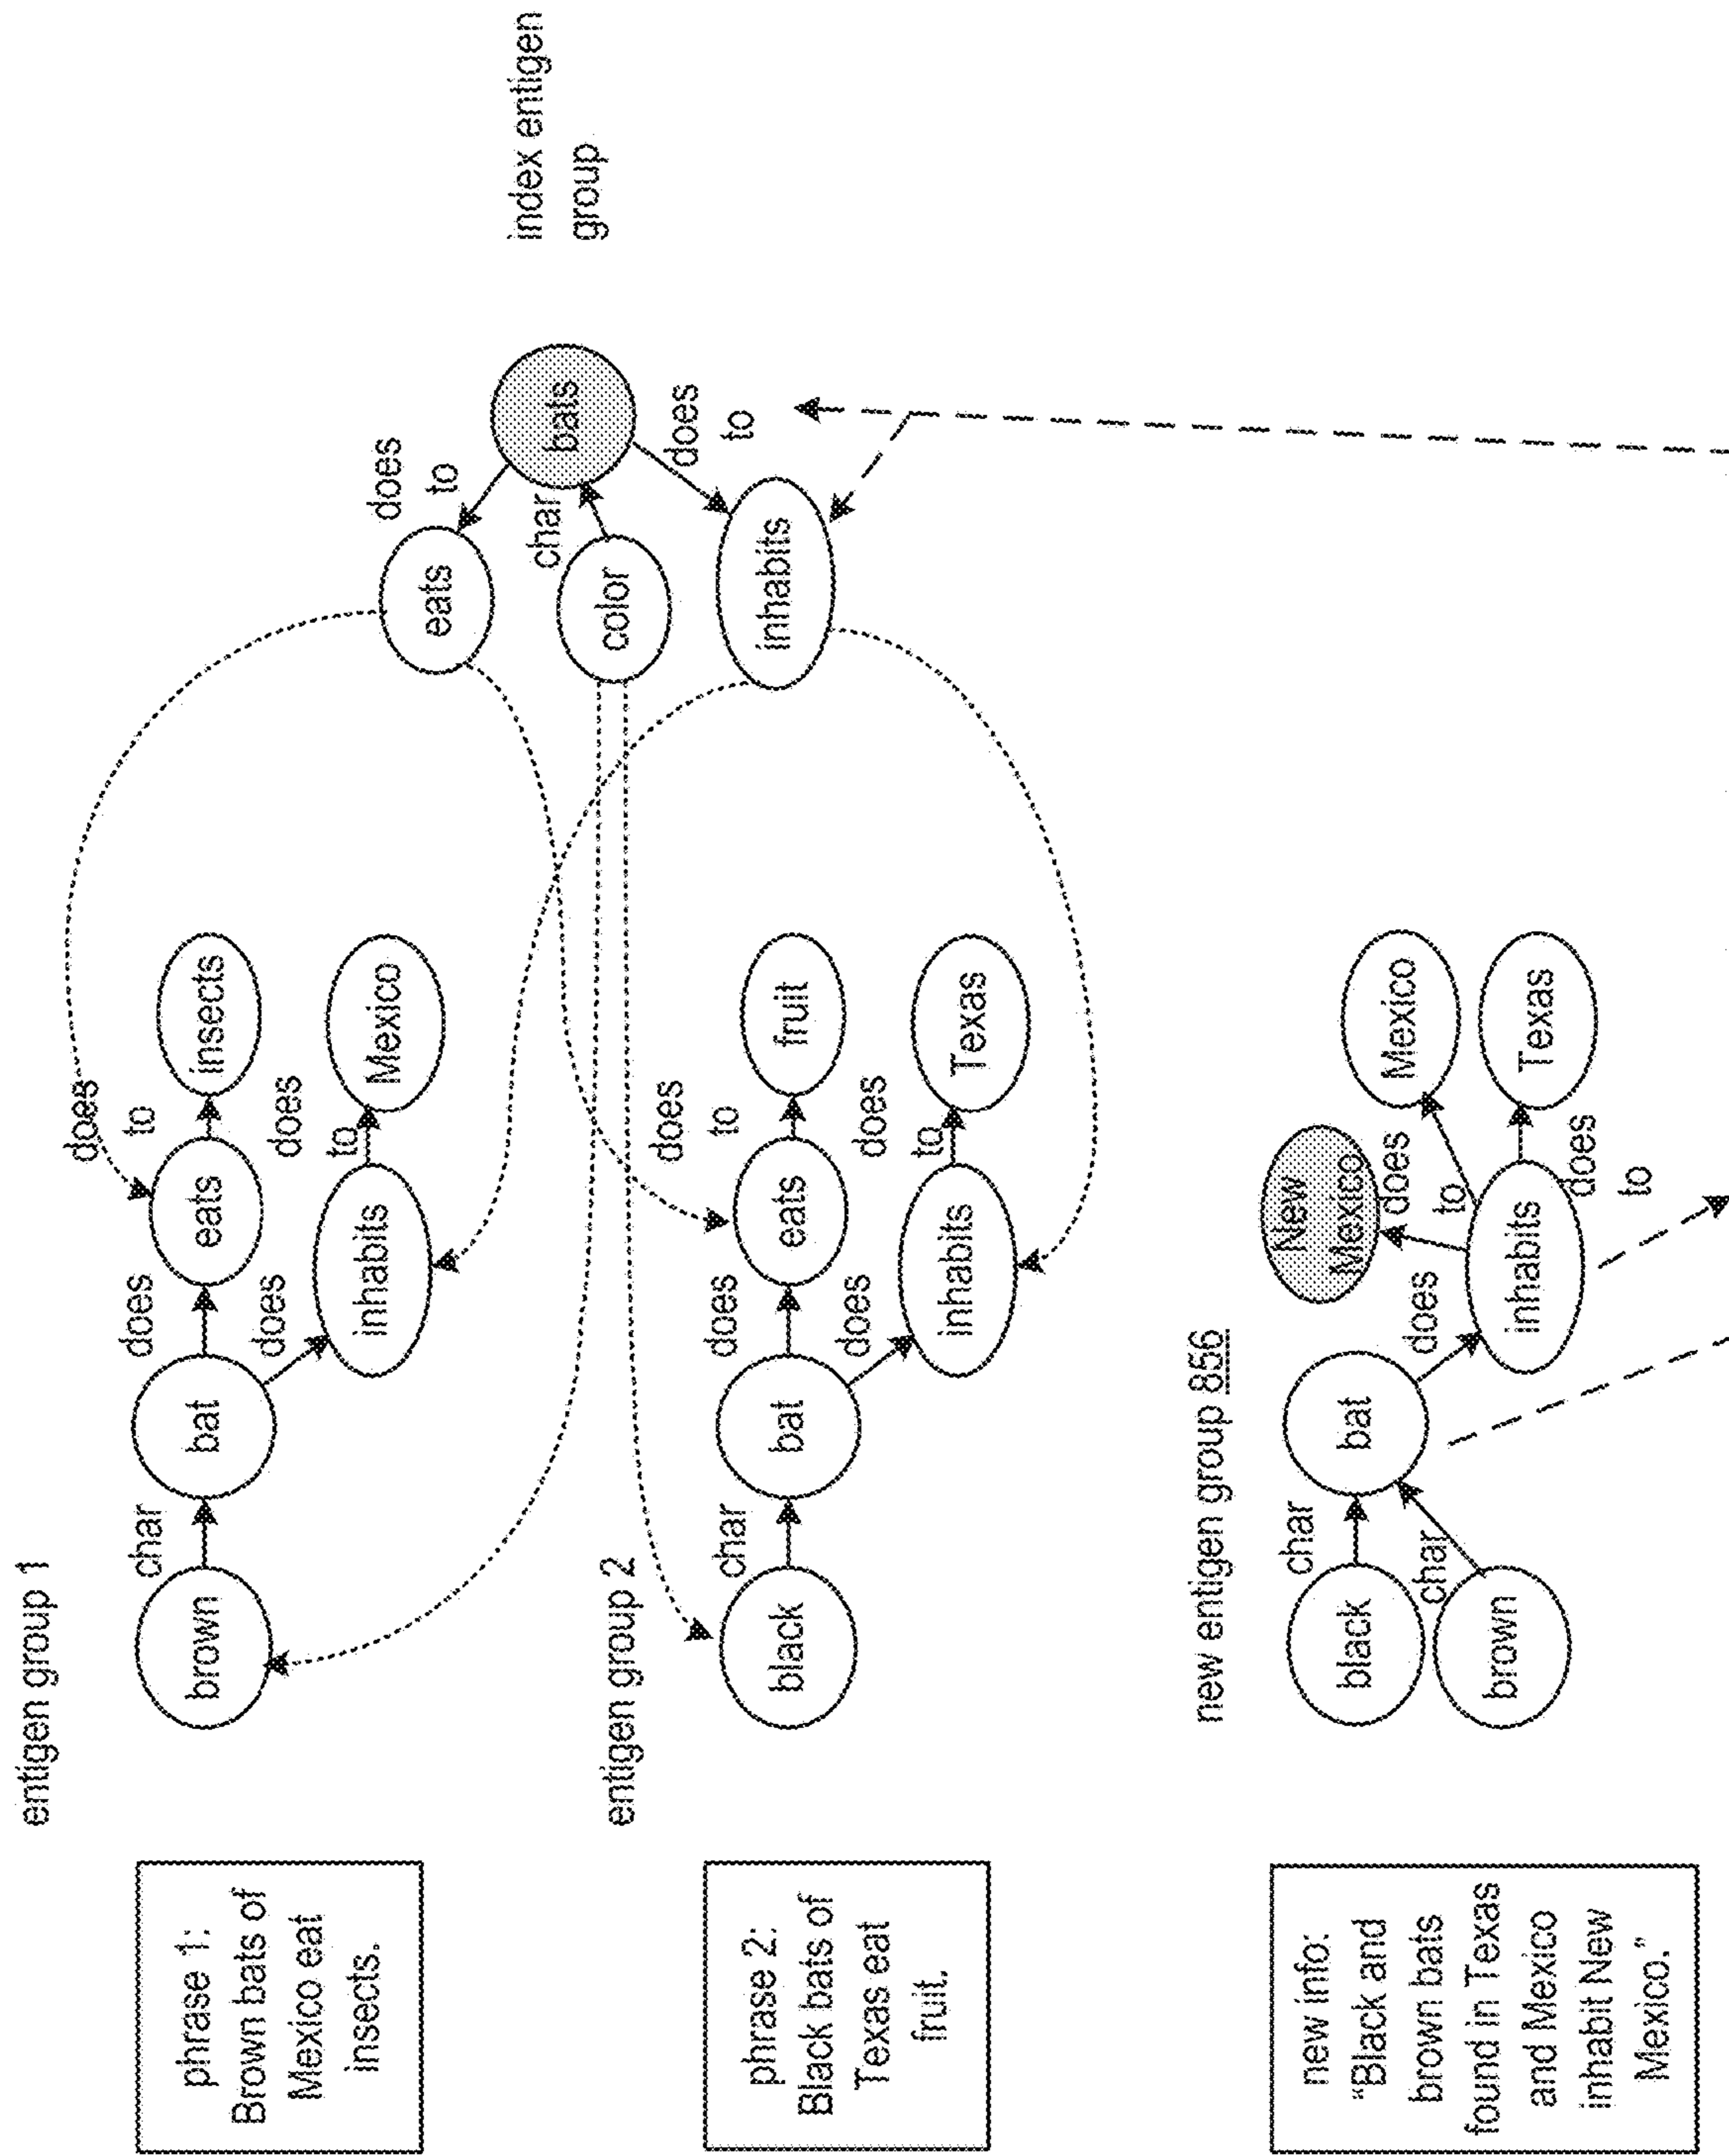 entigen group 1
phrase 1:
Brown bats of
Mexico eat
insects.
brown
char
bat
does
eats
does
to
insects
does
inhabits
does
to
Mexico
entigen group 2
phrase 2:
Black bats of
Texas eat
fruit.
black
char
bat
does
eats
does
to
fruit
does
inhabits
does
to
Texas
index entigen
group
eats
does
to
bats
char
color
inhabits
does
to
new entigen group 856
new info:
"Black and
brown bats
found in Texas
and Mexico
inhabit New
Mexico."
black
char
brown
char
bat
does
inhabits
New
Mexico
does
to
Mexico
Texas
does
to